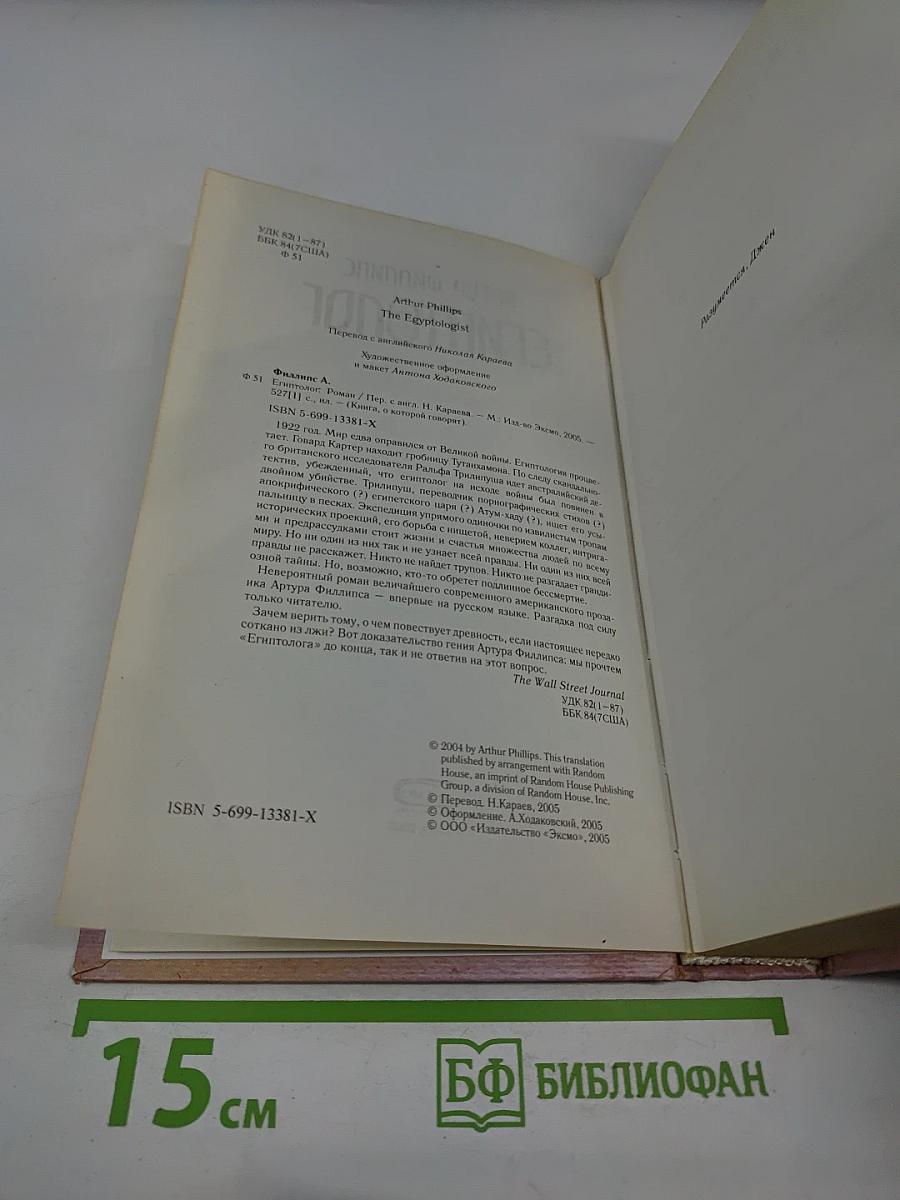 УДК 82(1–87)
ББК 84(7США)
Ф 51
Arthur Phillips
The Egyptologist
Перевод с английского Николая Караева
Художественное оформление
и макет Антона Ходаковского
Филлипс А.
Ф 51 Египтолог: Роман / Пер. с англ. Н. Караева. — М.: Изд-во Эксмо, 2005. —
527[1] с., ил. — (Книга, о которой говорят).
ISBN 5-699-13381-X
1922 год. Мир едва оправился от Великой войны. Египтология процве-
тает. Говард Картер находит гробницу Тутанхамона. По следу скандально-
го британского исследователя Ральфа Трилипуша идет австралийский де-
тектив, убежденный, что египтолог на исходе войны был повинен в
двойном убийстве. Трилипуш, переводчик порнографических стихов (?)
апокрифического (?) египетского царя (?) Атум-хаду (?), ищет его усы-
пальницу в песках. Экспедиция упрямого одиночки по извилистым тропам
исторических проекций, его борьба с нищетой, неверием коллег, интрига-
ми и предрассудками стоит жизни и счастья множества людей по всему
миру. Но ни один из них так и не узнает всей правды. Ни один из них всей
правды не расскажет. Никто не найдет трупов. Никто не разгадает гранди-
озной тайны. Но, возможно, кто-то обретет подлинное бессмертие.
Невероятный роман величайшего современного американского проза-
ика Артура Филлипса — впервые на русском языке. Разгадка под силу
только читателю.
Зачем верить тому, о чем повествует древность, если настоящее нередко
соткано из лжи? Вот доказательство гения Артура Филлипса: мы прочтем
«Египтолога» до конца, так и не ответив на этот вопрос.
The Wall Street Journal
УДК 82(1–87)
ББК 84(7США)
© 2004 by Arthur Phillips. This translation
published by arrangement with Random
House, an imprint of Random House Publishing
Group, a division of Random House, Inc.
© Перевод. Н.Караев, 2005
© Оформление. А.Ходаковский, 2005
© ООО «Издательство «Эксмо», 2005
ISBN 5-699-13381-X
Разумеется, Джен
15 см
БФ БИБЛИОФАН